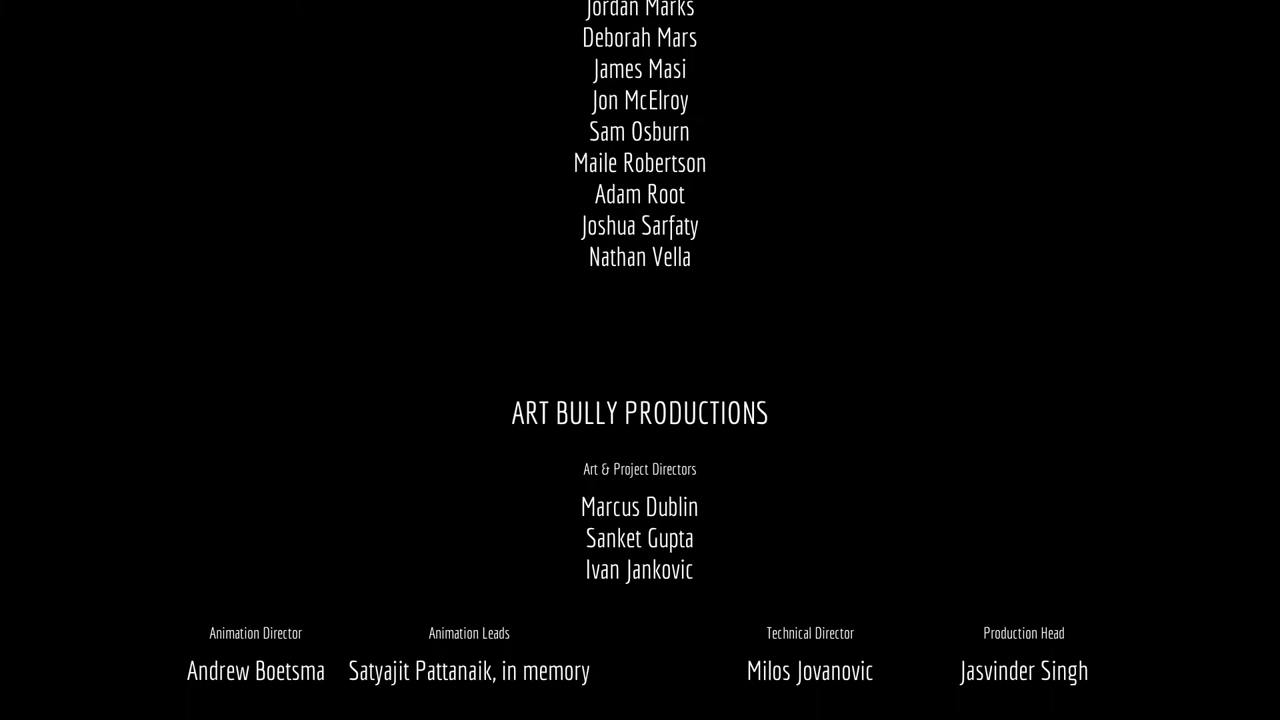 Jordan Marks
Deborah Mars
James Masi
Jon McElroy
Sam Osburn
Maile Robertson
Adam Root
Joshua Sarfaty
Nathan Vella
ART BULLY PRODUCTIONS
Art & Project Directors
Marcus Dublin
Sanket Gupta
Ivan Jankovic
Animation Director
Andrew Boetsma
Animation Leads
Satyajit Pattanaik, in memory
Technical Director
Milos Jovanovic
Production Head
Jasvinder Singh